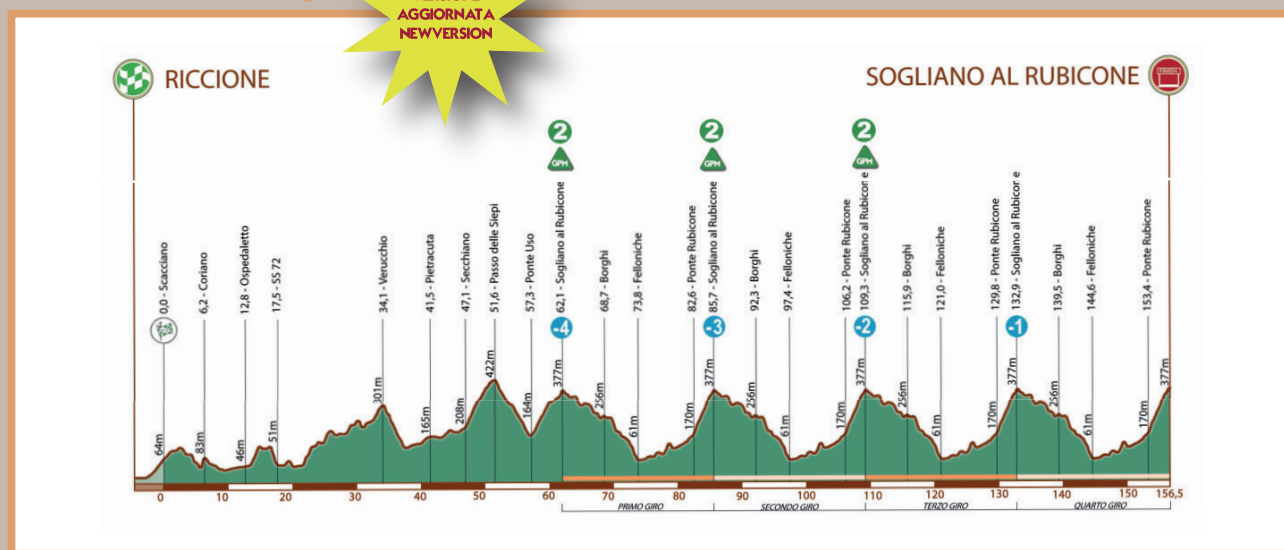 AGGIORNATA
NEWVERSION
RICCIONE
SOGLIANO AL RUBICONE
FINISH
2
GPM
2
GPM
2
GPM
0,0 - Scacciano
6,2 - Coriano
12,8 - Ospedaletto
17,5 - SS 72
34,1 - Verucchio
41,5 - Pietracuta
47,1 - Secchiano
51,6 - Passo delle Siepi
57,3 - Ponte Uso
62,1 - Sogliano al Rubicone
68,7 - Borghi
73,8 - Felloniche
82,6 - Ponte Rubicone
85,7 - Sogliano al Rubicone
92,3 - Borghi
97,4 - Felloniche
106,2 - Ponte Rubicone
109,3 - Sogliano al Rubicone
115,9 - Borghi
121,0 - Felloniche
129,8 - Ponte Rubicone
132,9 - Sogliano al Rubicone
139,5 - Borghi
144,6 - Felloniche
153,4 - Ponte Rubicone
-4
-3
-2
-1
64m
83m
46m
51m
301m
165m
208m
422m
164m
377m
256m
61m
170m
377m
256m
61m
170m
377m
256m
61m
170m
377m
256m
61m
170m
377m
0 10 20 30 40 50 60 70 80 90 100 110 120 130 140 150 156,5
PRIMO GIRO SECONDO GIRO TERZO GIRO QUARTO GIRO